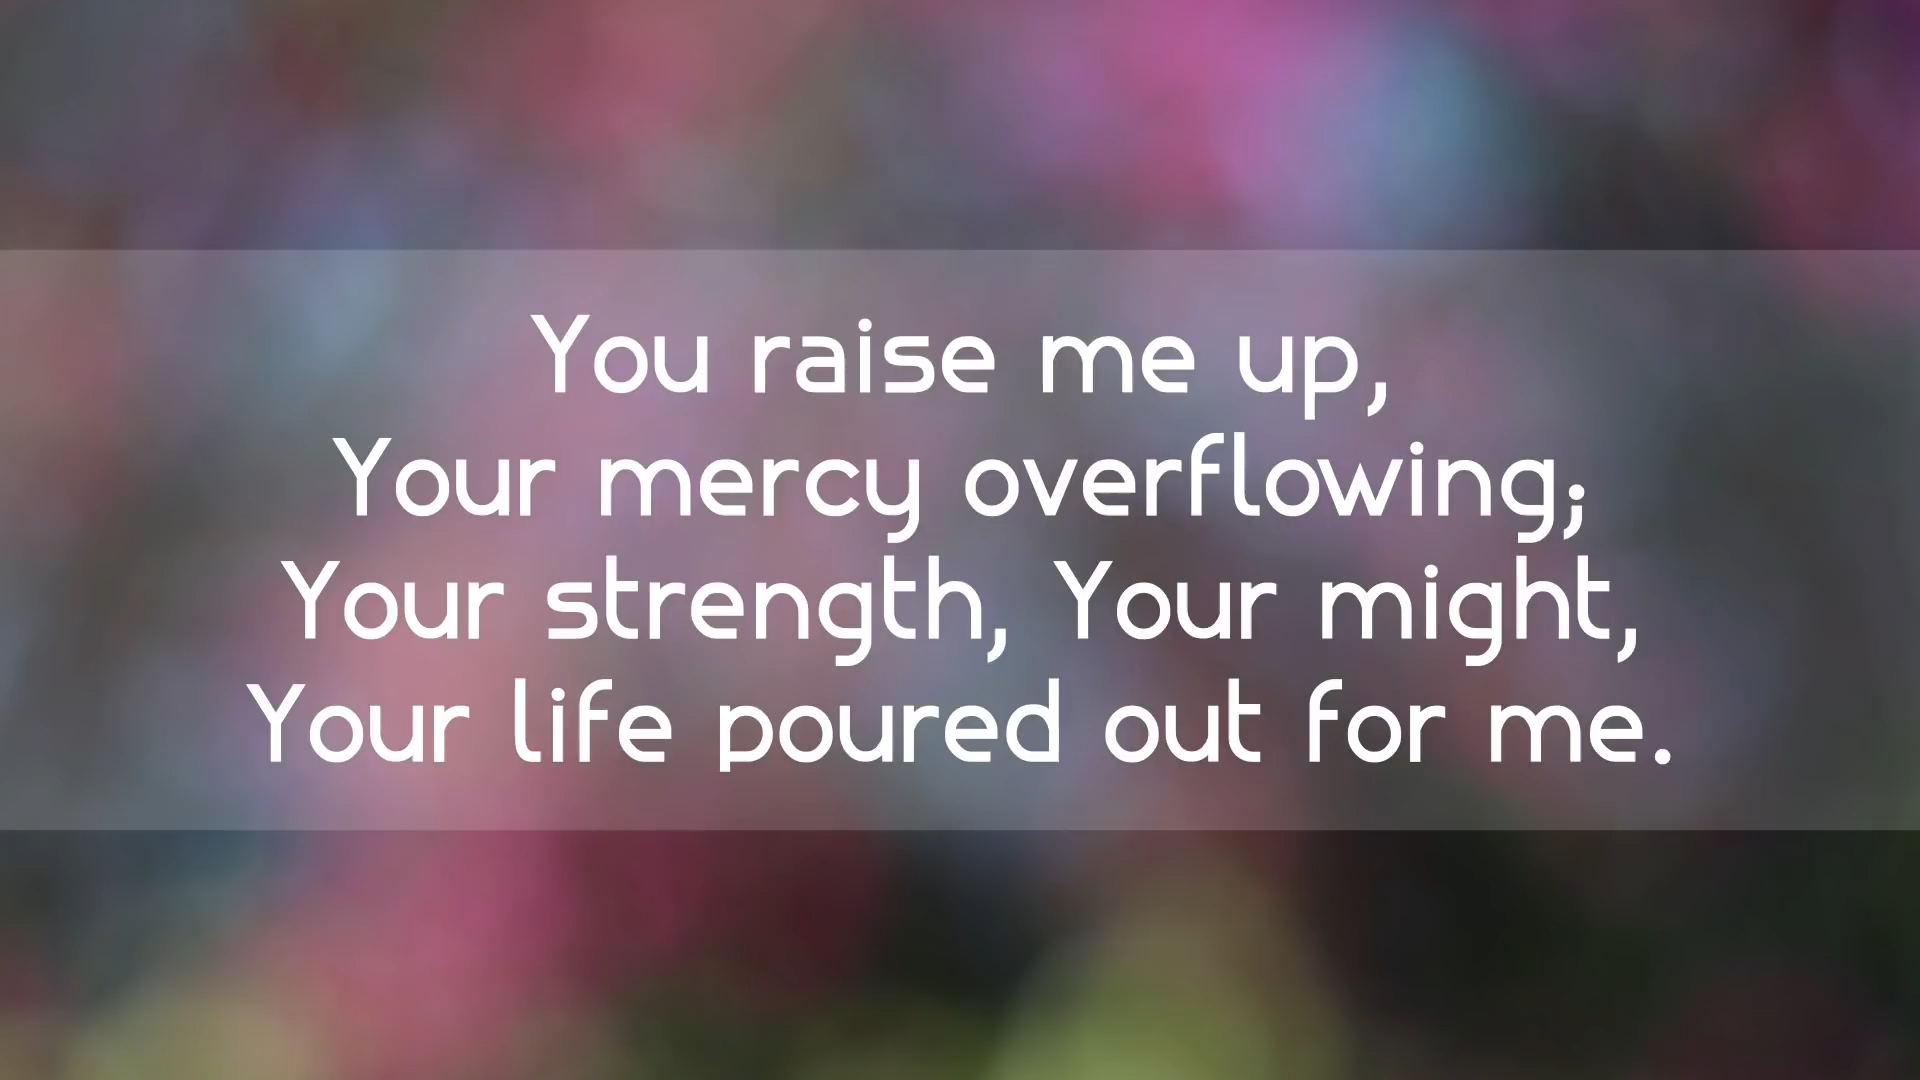 You raise me up,
Your mercy overflowing;
Your strength, Your might,
Your life poured out for me.